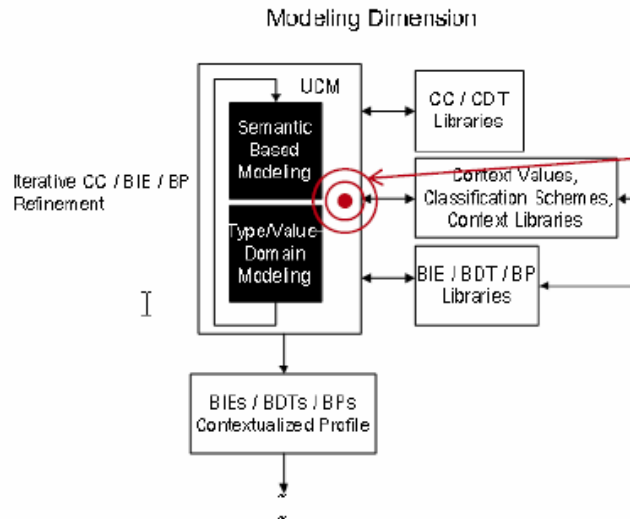 Modeling Dimension
UCM
Semantic
Based
Modeling
Type/Value
Domain
Modeling
Iterative CC / BIE / BP
Refinement
CC / CDT
Libraries
Context Values,
Classification Schemes,
Context Libraries
BIE / BDT / BP
Libraries
BIEs / BDTs / BPs
Contextualized Profile
~
~